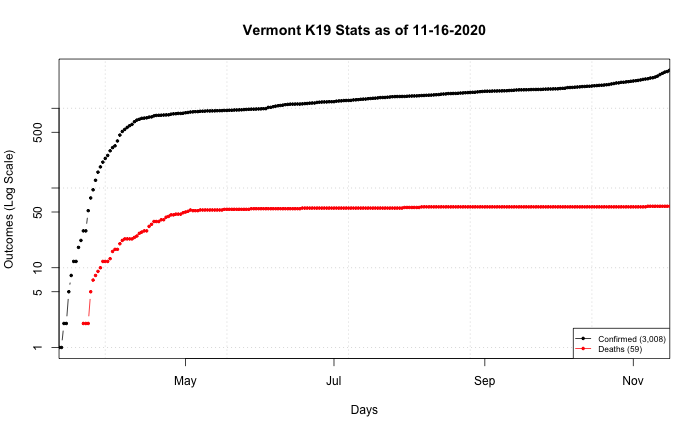 Vermont K19 Stats as of 11-16-2020
Outcomes (Log Scale)
500
50
10
5
1
Confirmed (3,008)
Deaths (59)
May
Jul
Sep
Nov
Days